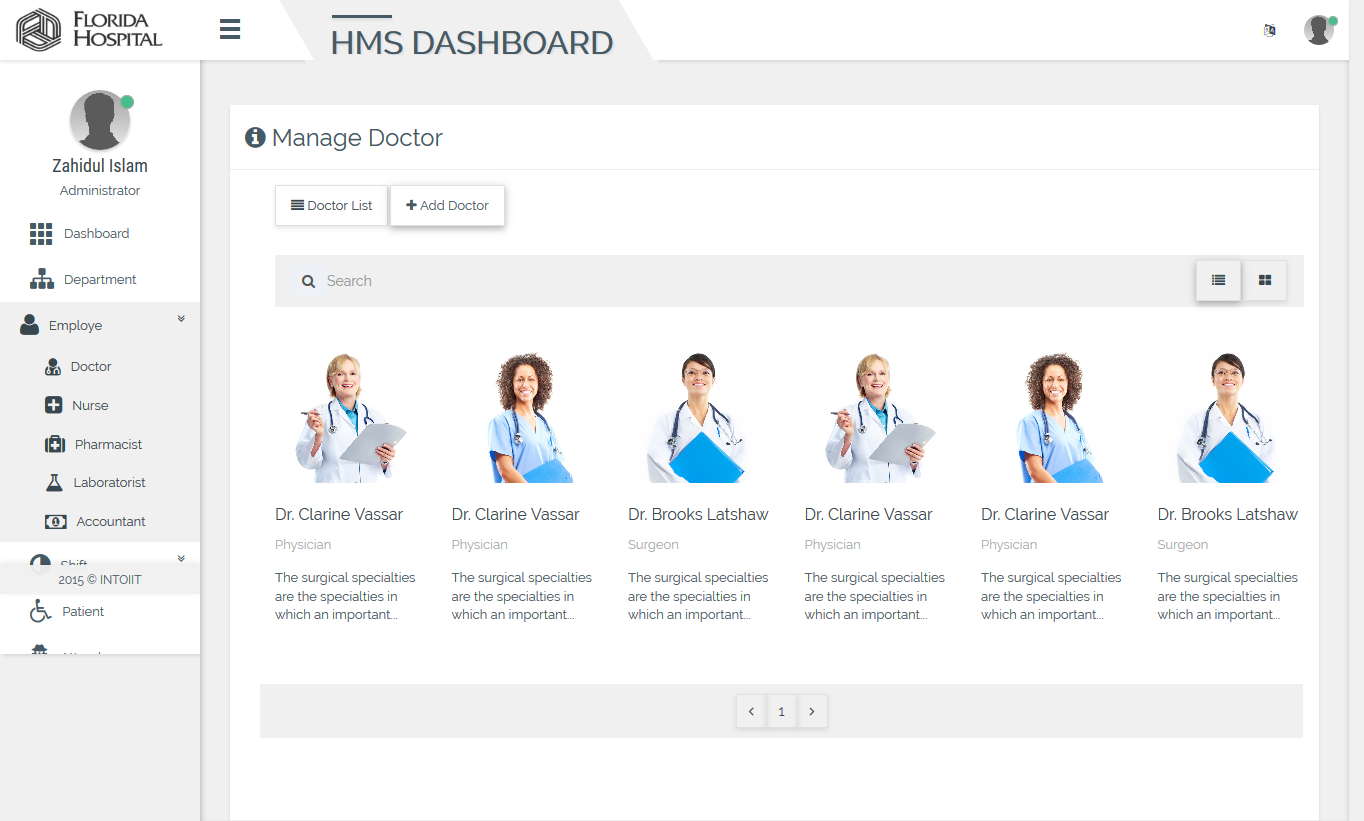 FLORIDA
HOSPITAL
HMS DASHBOARD
Zahidul Islam
Administrator
Dashboard
Department
Employe
Doctor
Nurse
Pharmacist
Laboratorist
Accountant
Shift
2015 © INTOIIT
Patient
Manage Doctor
Doctor List
Add Doctor
Search
Dr. Clarine Vassar
Physician
The surgical specialties
are the specialties in
which an important...
Dr. Clarine Vassar
Physician
The surgical specialties
are the specialties in
which an important...
Dr. Brooks Latshaw
Surgeon
The surgical specialties
are the specialties in
which an important...
Dr. Clarine Vassar
Physician
The surgical specialties
are the specialties in
which an important...
Dr. Clarine Vassar
Physician
The surgical specialties
are the specialties in
which an important...
Dr. Brooks Latshaw
Surgeon
The surgical specialties
are the specialties in
which an important...
1